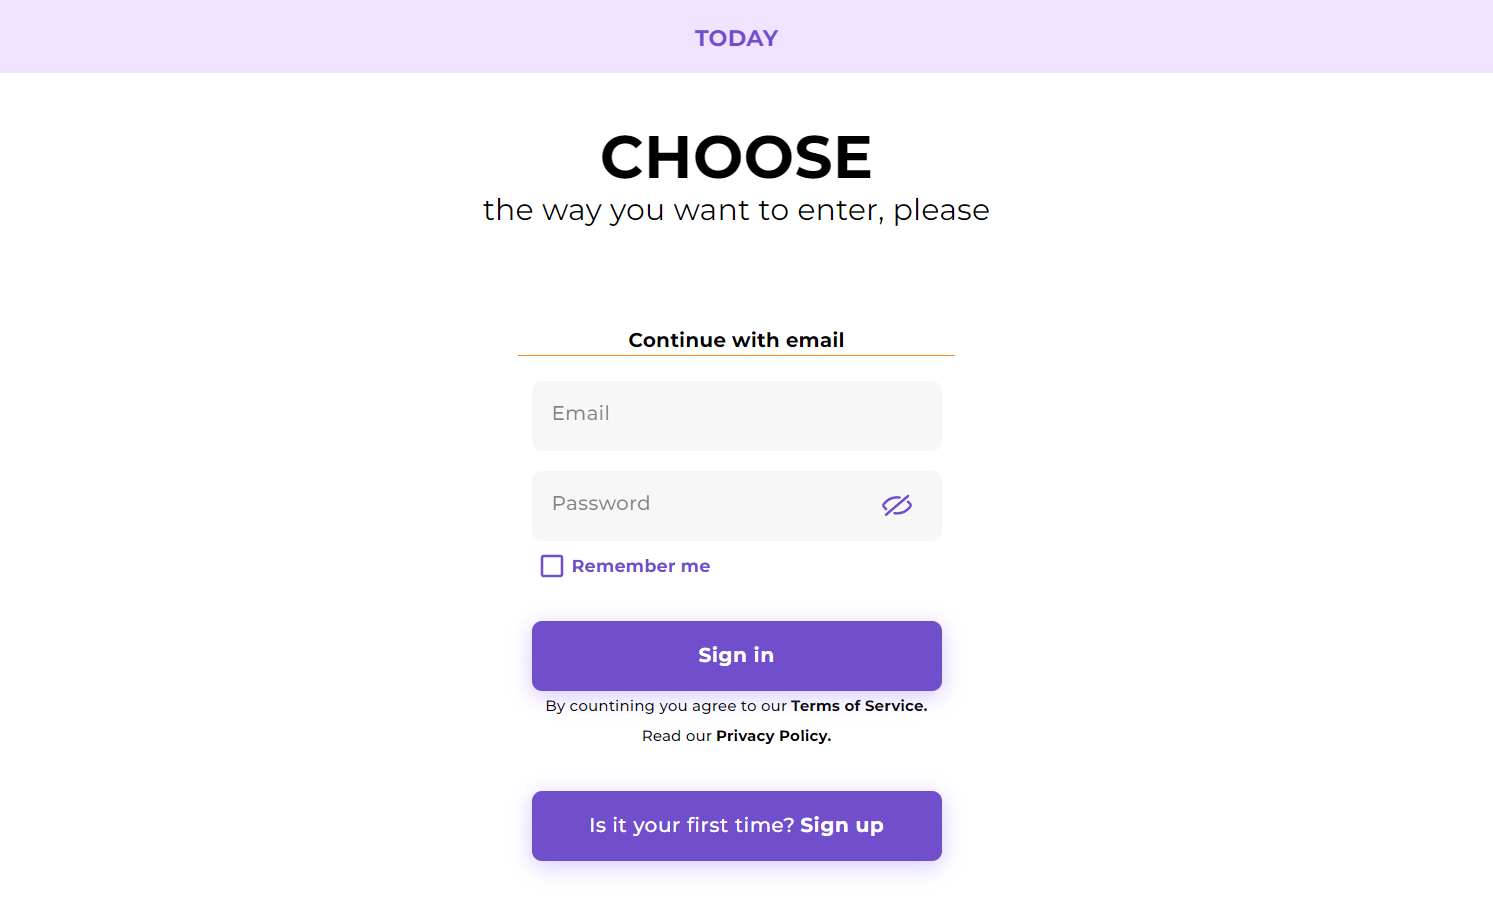 TODAY
CHOOSE
the way you want to enter, please
Continue with email
Email
Password
Remember me
Sign in
By countining you agree to our Terms of Service.
Read our Privacy Policy.
Is it your first time? Sign up